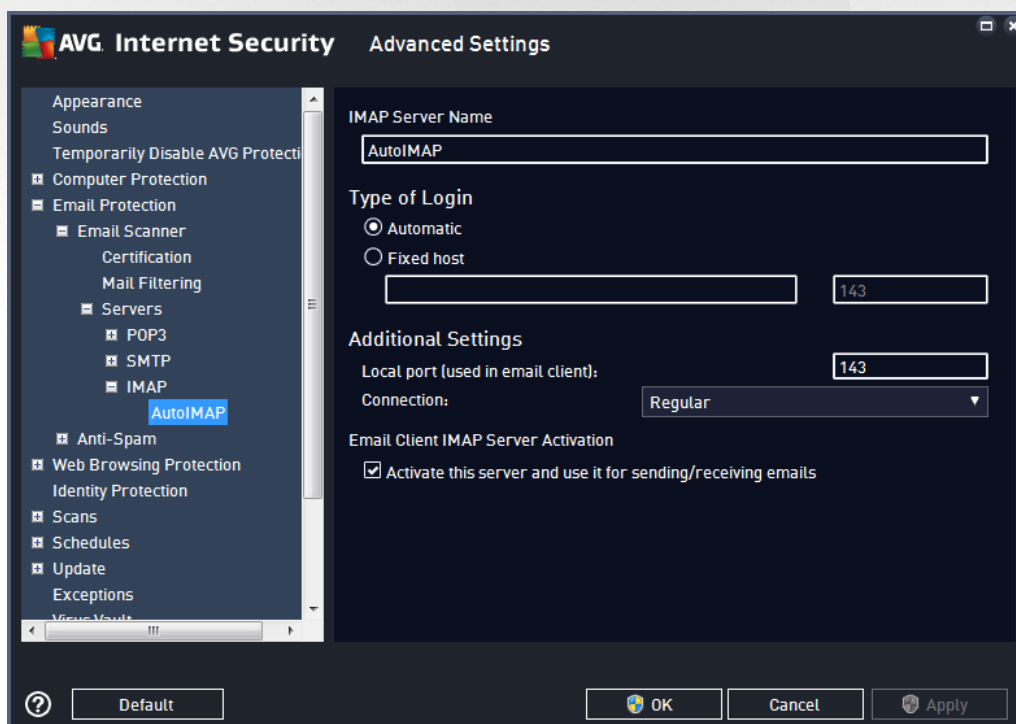 AVG. Internet Security Advanced Settings
Appearance
Sounds
Temporarily Disable AVG Protecti
Computer Protection
Email Protection
Email Scanner
Certification
Mail Filtering
Servers
POP3
SMTP
IMAP
AutoIMAP
Anti-Spam
Web Browsing Protection
Identity Protection
Scans
Schedules
Update
Exceptions
Virus Vault
IMAP Server Name
AutoIMAP
Type of Login
Automatic
Fixed host
143
Additional Settings
Local port (used in email client): 143
Connection: Regular
Email Client IMAP Server Activation
Activate this server and use it for sending/receiving emails
? Default OK Cancel Apply